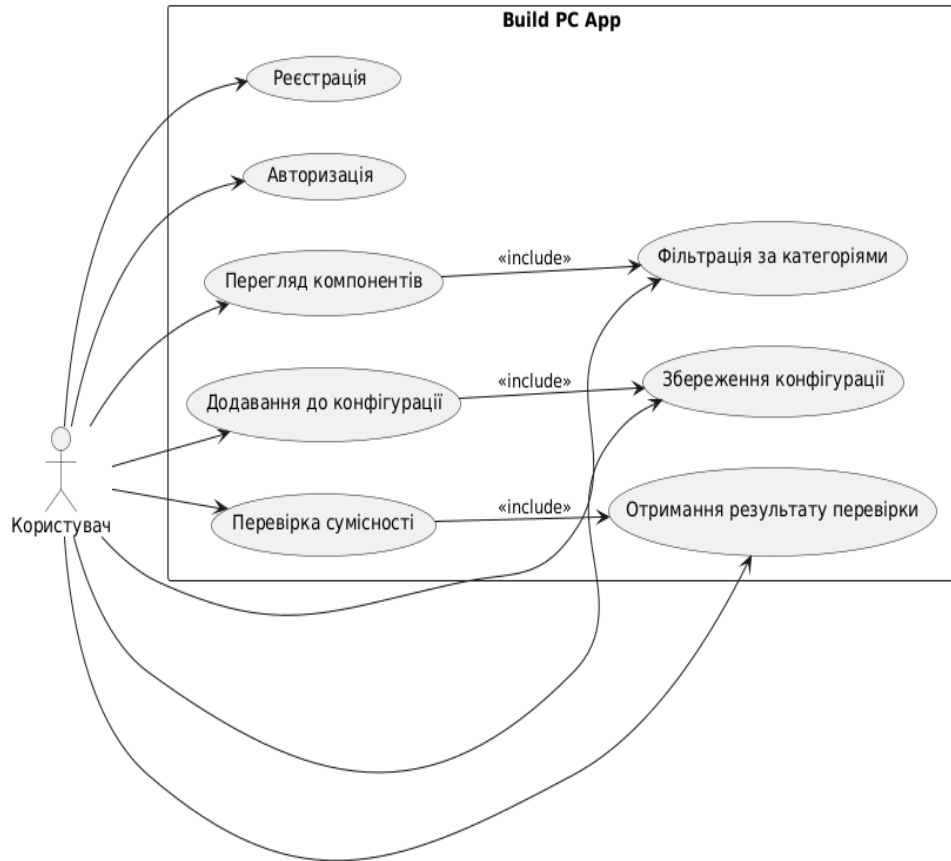 Build PC App
Реєстрація
Авторизація
Перегляд компонентів
«include»
Фільтрація за категоріями
Додавання до конфігурації
«include»
Збереження конфігурації
Перевірка сумісності
«include»
Отримання результату перевірки
Користувач